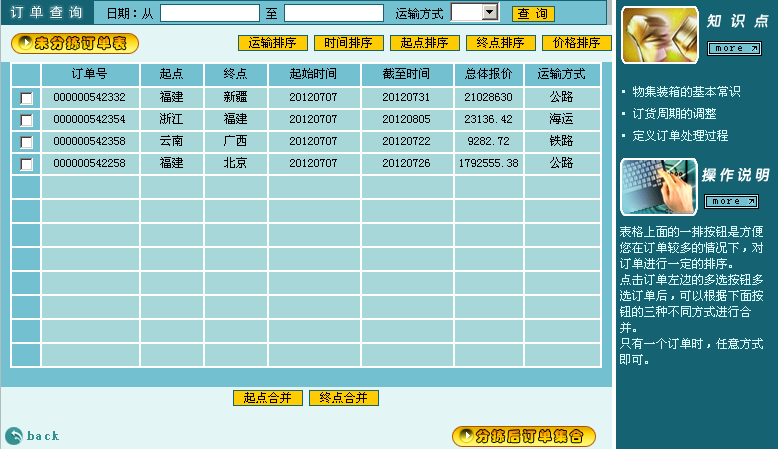 订单查询 日期：从 至 运输方式 查 询
未分拣订单表 运输排序 时间排序 起点排序 终点排序 价格排序
订单号 起点 终点 起始时间 截至时间 总体报价 运输方式
000000542332 福建 新疆 20120707 20120731 21028630 公路
000000542354 浙江 福建 20120707 20120805 23136.42 海运
000000542358 云南 广西 20120707 20120722 9282.72 铁路
000000542258 福建 北京 20120707 20120726 1792555.38 公路
起点合并 终点合并
back 分拣后订单集合
知识点
more
物集装箱的基本常识
订货周期的调整
定义订单处理过程
操作说明
more
表格上面的一排按钮是方便
您在订单较多的情况下，对
订单进行一定的排序。
点击订单左边的多选按钮多
选订单后，可以根据下面按
钮的三种不同方式进行合
并。
只有一个订单时，任意方式
即可。